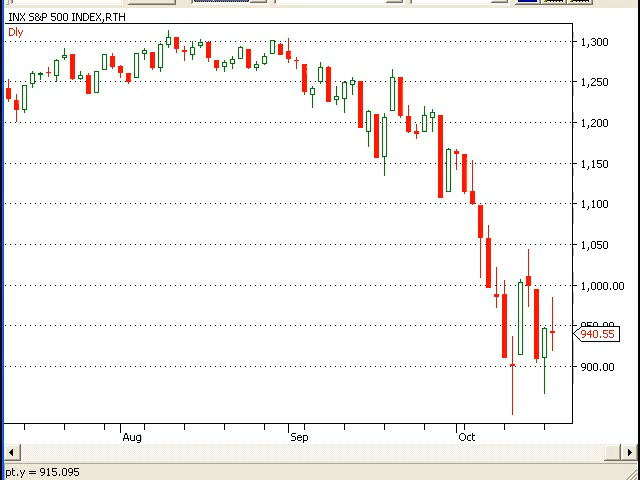 INX S&P 500 INDEX,RTH
Dly
1,300
1,250
1,200
1,150
1,100
1,050
1,000.00
950.00
940.55
900.00
Aug
Sep
Oct
pt.y = 915.095